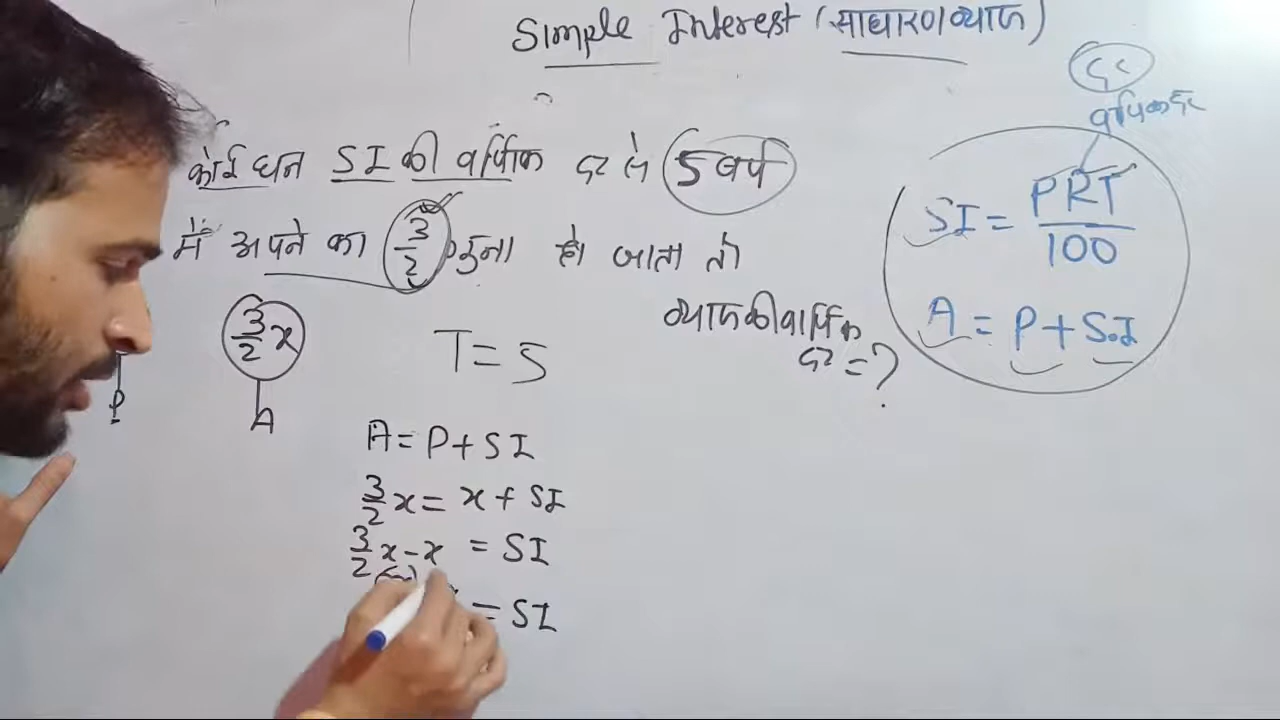 Simple Interest (साधारण ब्याज)
कोई धन SI की वार्षिक दर से 5 वर्ष
में अपने का 3/2 गुना हो जाता तो
ब्याज की वार्षिक
दर = ?
3/2 x
P
A
T = 5
A = P + SI
3/2 x = x + SI
3/2 x - x = SI
= SI
दर
वार्षिक दर
SI = PRT/100
A = P + S.I